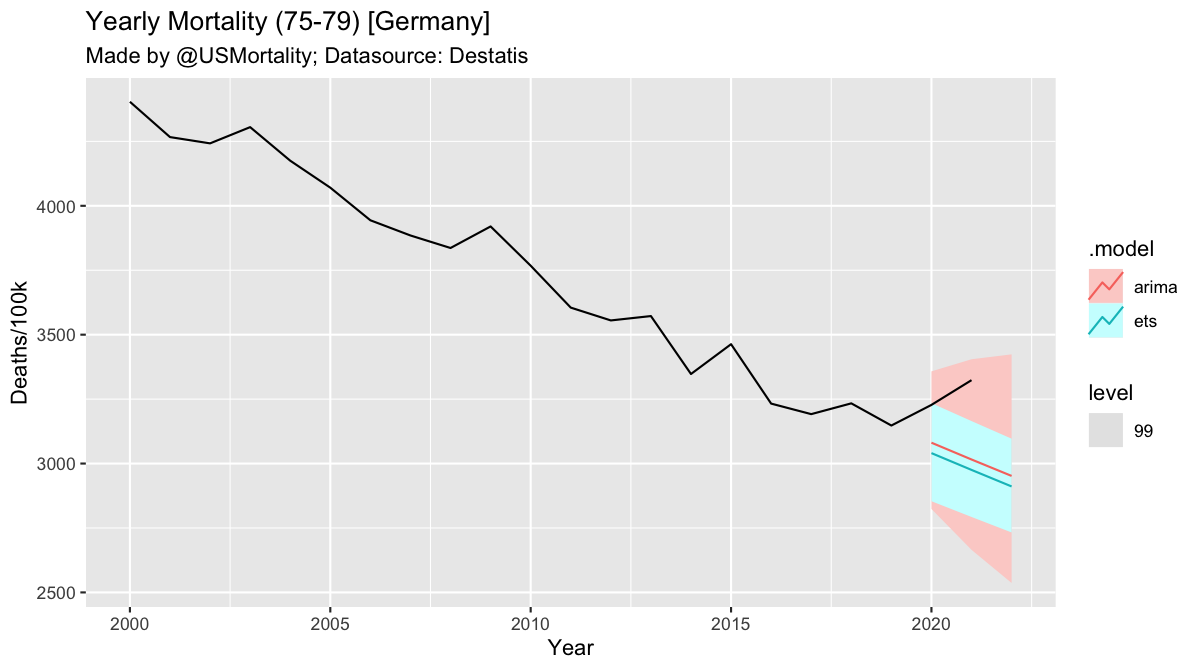 Yearly Mortality (75-79) [Germany]
Made by @USMortality; Datasource: Destatis
Deaths/100k
4000
3500
3000
2500
2000
2005
2010
2015
2020
Year
.model
arima
ets
level
99